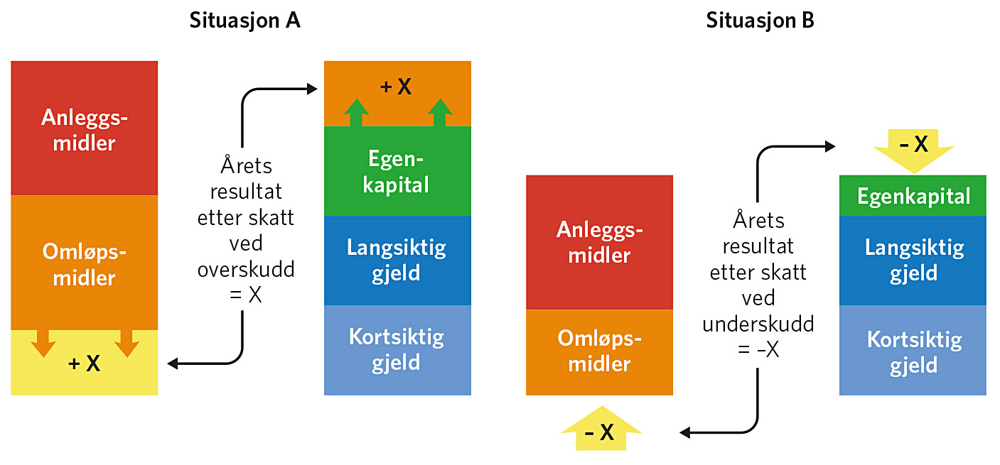 Situasjon A
Anleggs-
midler
Omløps-
midler
+ X
Årets
resultat
etter skatt
ved
overskudd
= X
+ X
Egen-
kapital
Langsiktig
gjeld
Kortsiktig
gjeld
Situasjon B
Anleggs-
midler
Omløps-
midler
– X
Årets
resultat
etter skatt
ved
underskudd
= –X
– X
Egenkapital
Langsiktig
gjeld
Kortsiktig
gjeld